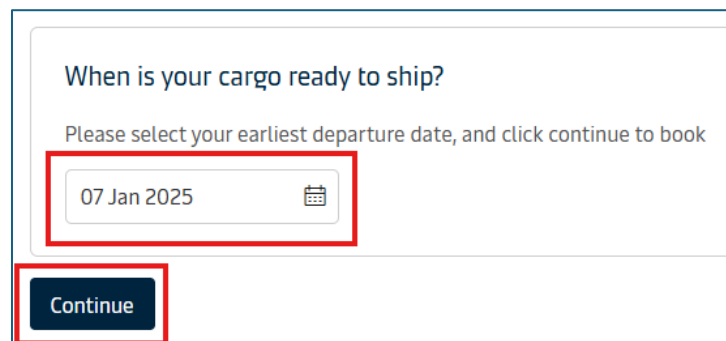 When is your cargo ready to ship?
Please select your earliest departure date, and click continue to book
07 Jan 2025
Continue